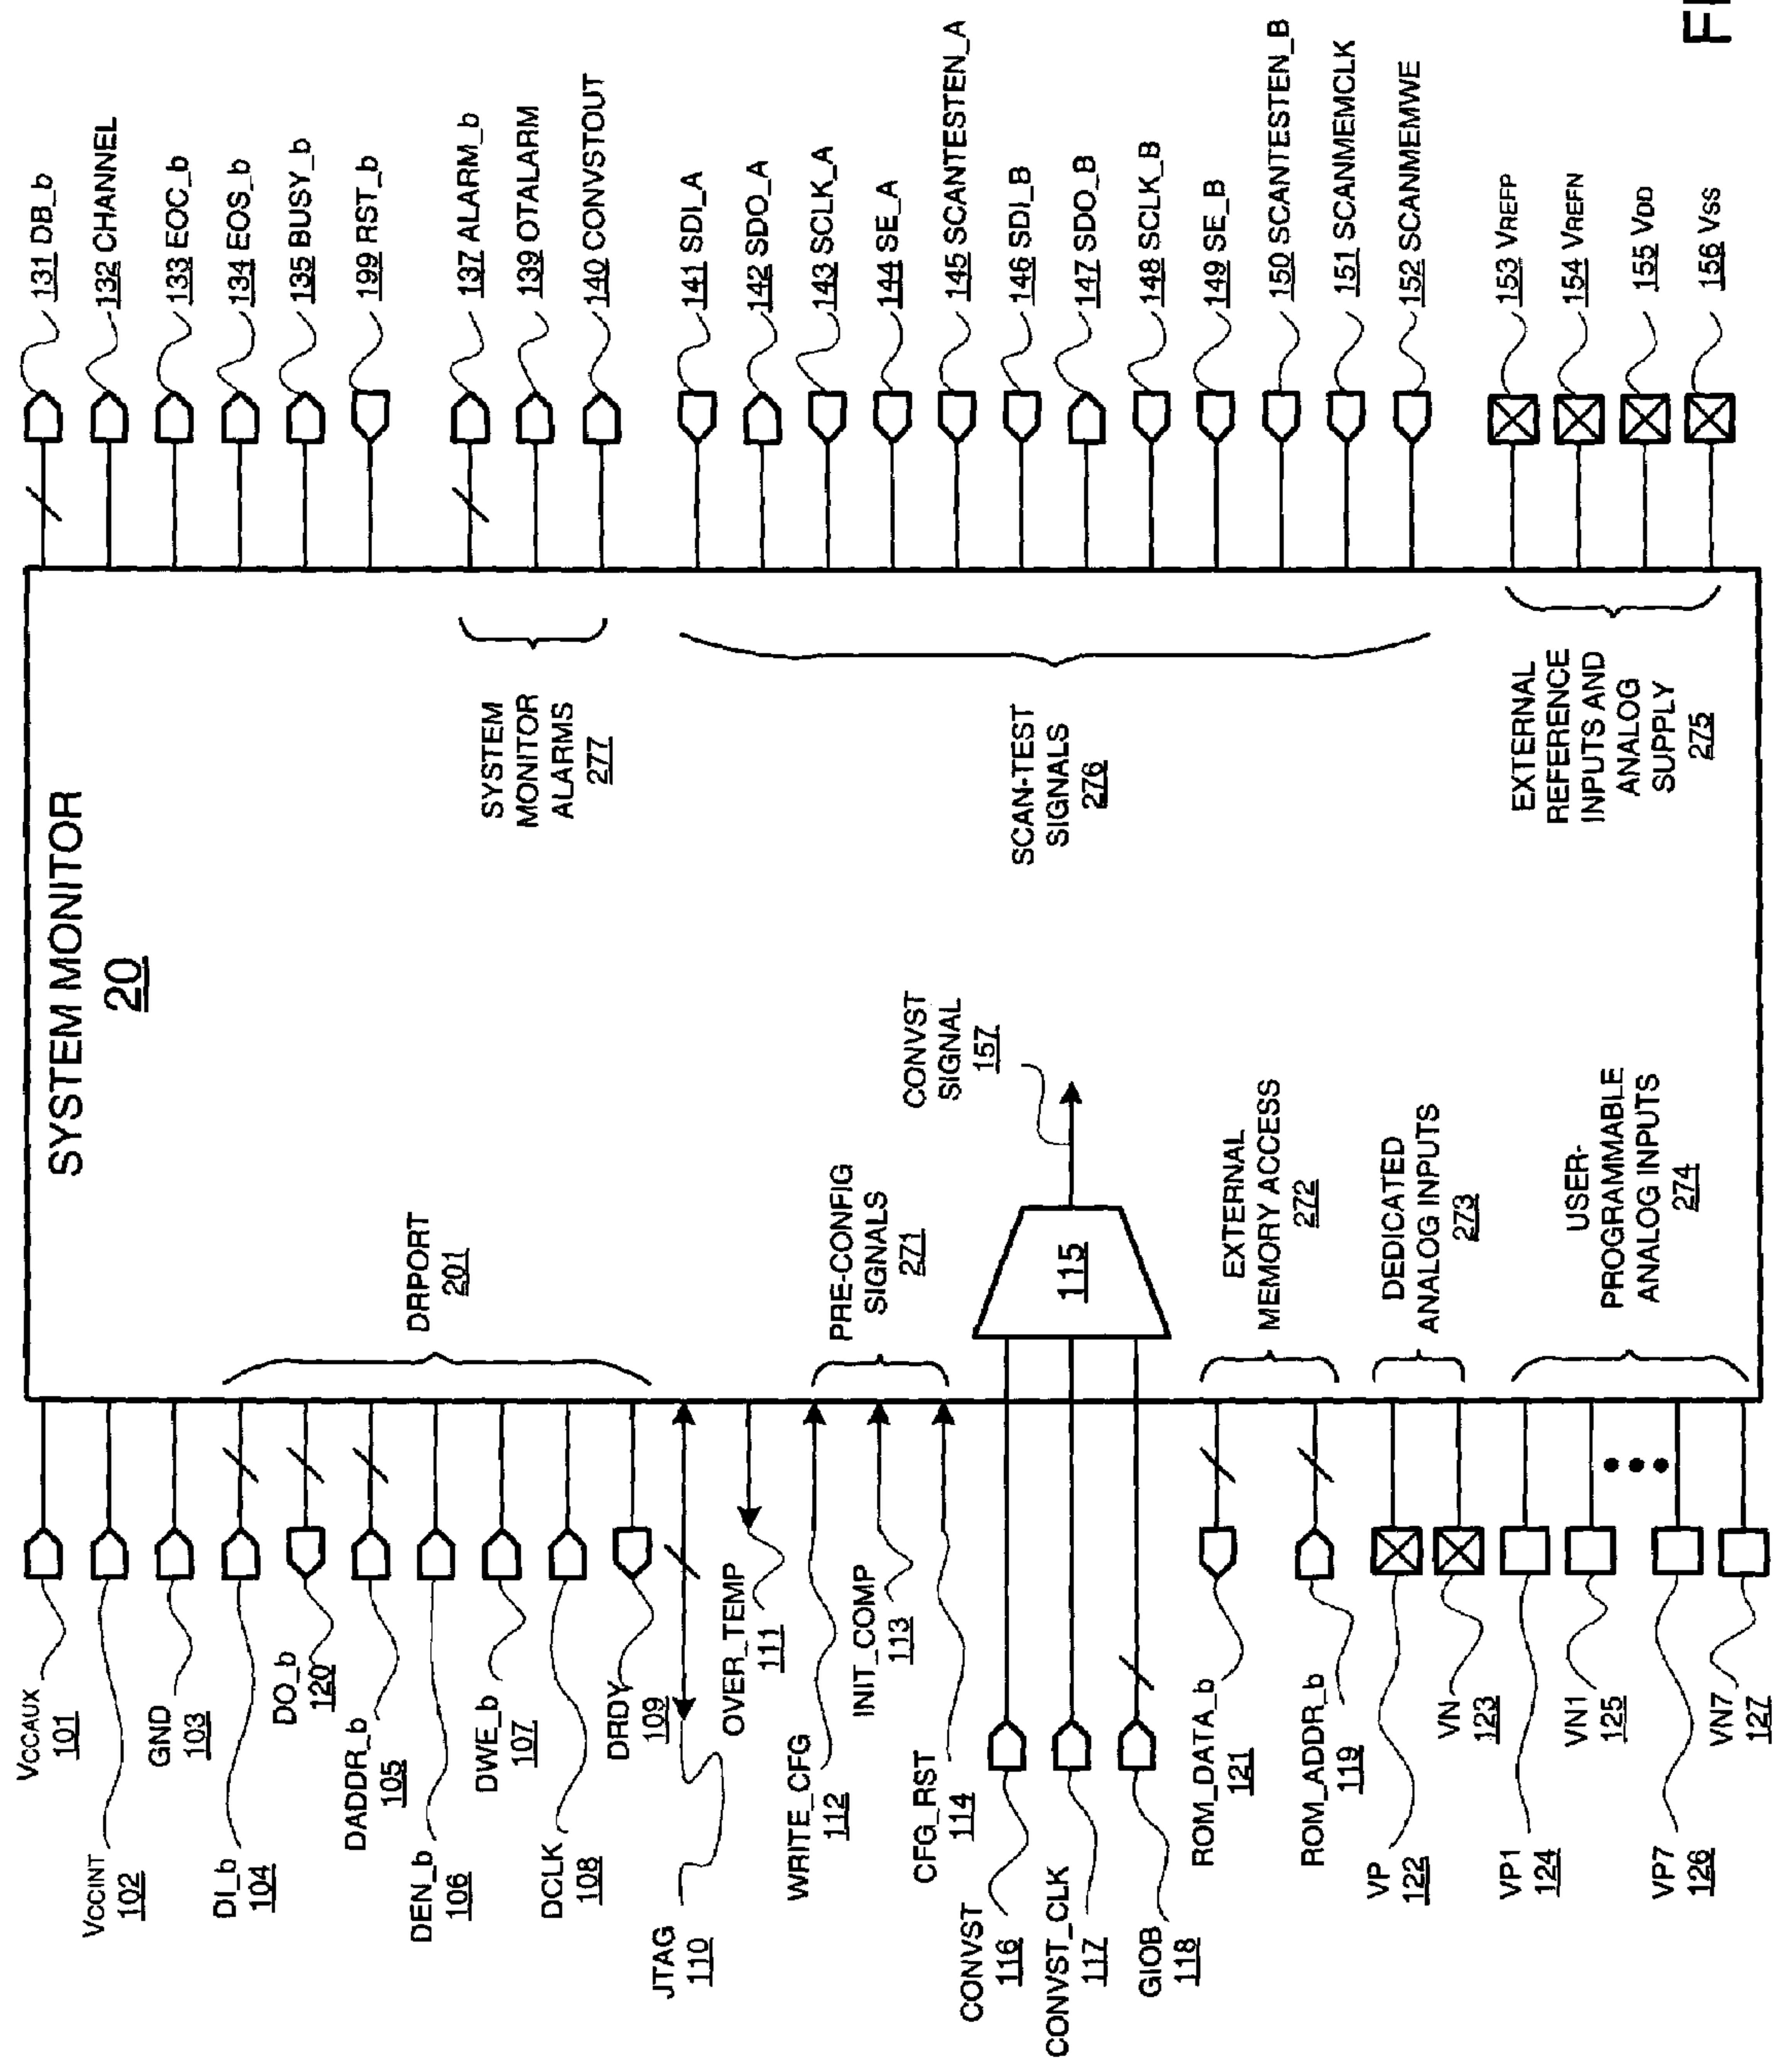 SYSTEM MONITOR
20
VCCAUX
101
VCCINT
102
GND
103
DI_b
104
DO_b
120
DADDR_b
105
DEN_b
106
DWE_b
107
DCLK
108
DRDY
109
JTAG
110
OVER_TEMP
111
WRITE_CFG
112
INIT_COMP
113
CFG_RST
114
CONVST
116
CONVST_CLK
117
GIOB
118
ROM_DATA_b
121
ROM_ADDR_b
119
VP
122
VN
123
VP1
124
VN1
125
VP7
126
VN7
127
DRPORT
201
PRE-CONFIG
SIGNALS
271
115
CONVST
SIGNAL
157
EXTERNAL
MEMORY ACCESS
272
DEDICATED
ANALOG INPUTS
273
USER-
PROGRAMMABLE
ANALOG INPUTS
274
SYSTEM
MONITOR
ALARMS
277
SCAN-TEST
SIGNALS
276
EXTERNAL
REFERENCE
INPUTS AND
ANALOG
SUPPLY
275
131 DB_b
132 CHANNEL
133 EOC_b
134 EOS_b
135 BUSY_b
199 RST_b
137 ALARM_b
139 OTALARM
140 CONVSTOUT
141 SDI_A
142 SDO_A
143 SCLK_A
144 SE_A
145 SCANTESTEN_A
146 SDI_B
147 SDO_B
148 SCLK_B
149 SE_B
150 SCANTESTEN_B
151 SCANMEMCLK
152 SCANMEMWE
153 VREFP
154 VREFN
155 VDD
156 VSS